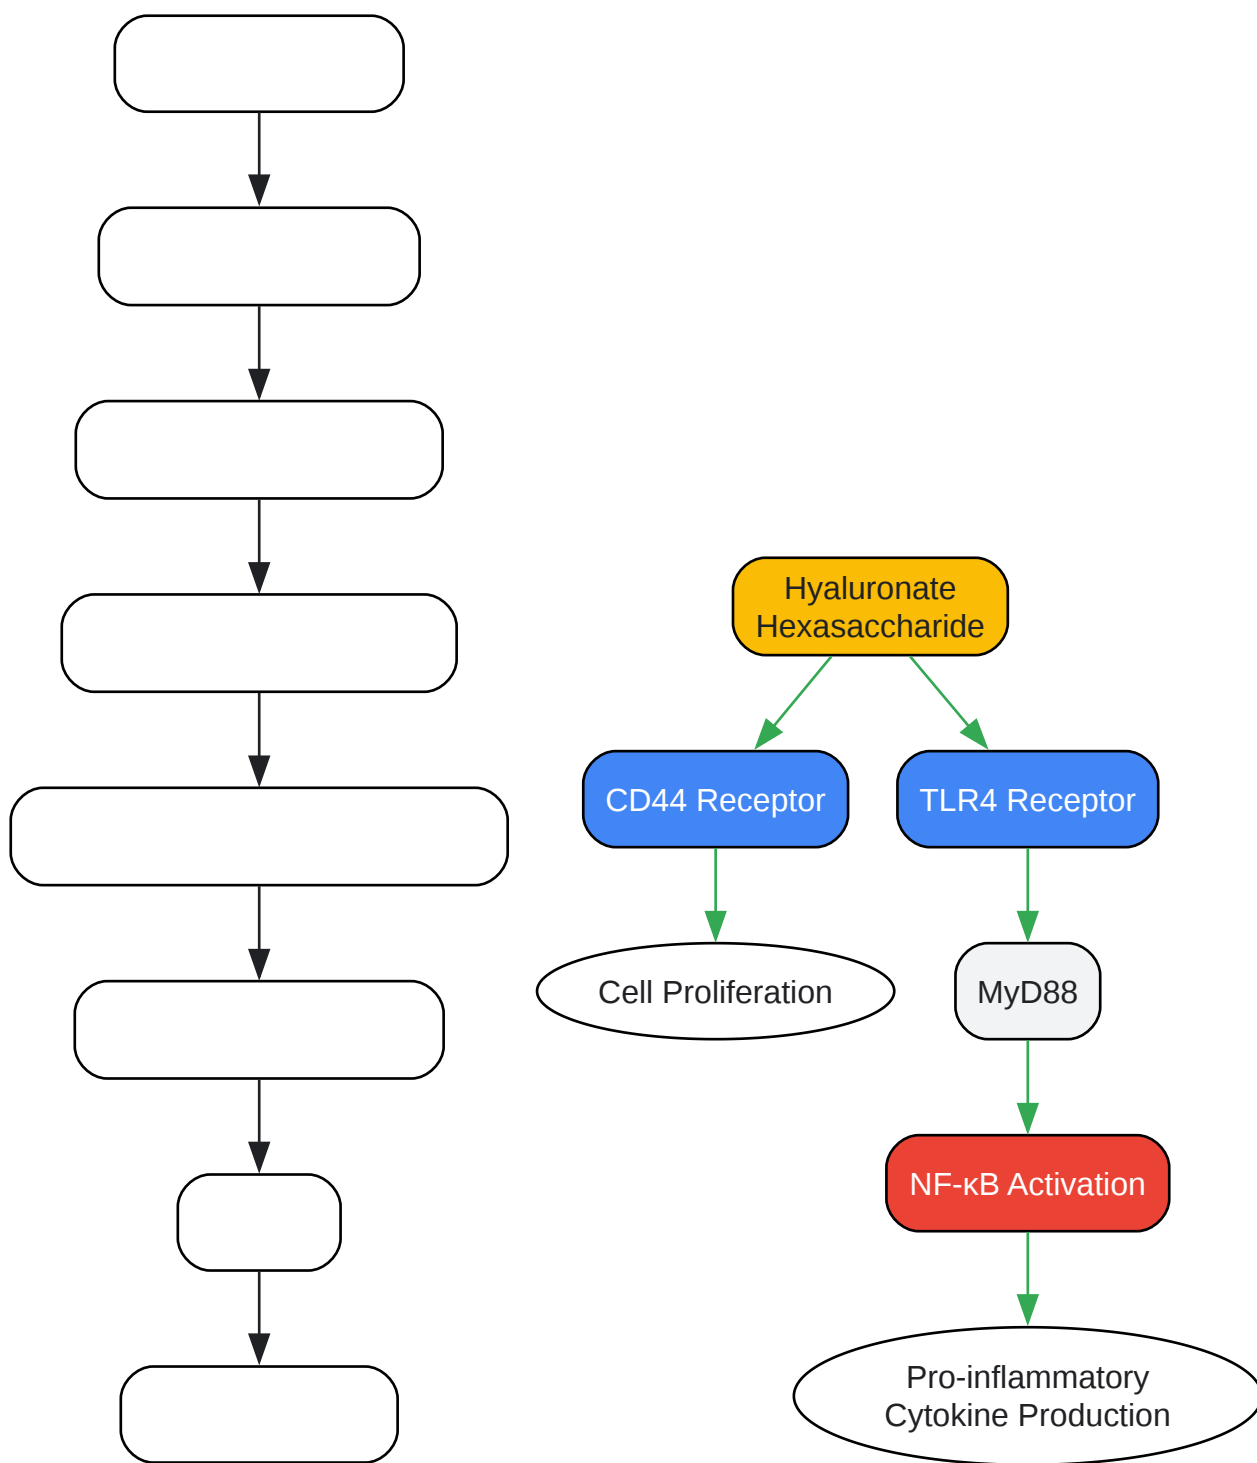 Hyaluronate
Hexasaccharide
CD44 Receptor
TLR4 Receptor
Cell Proliferation
MyD88
NF-κB Activation
Pro-inflammatory
Cytokine Production